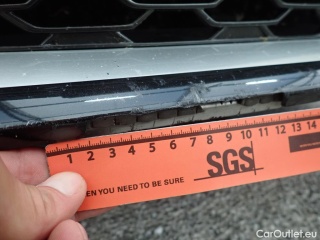 1 2 3 4 5 6 7 8 9 10 11 12 13 14
SGS
EN YOU NEED TO BE SURE
CarOutlet.eu